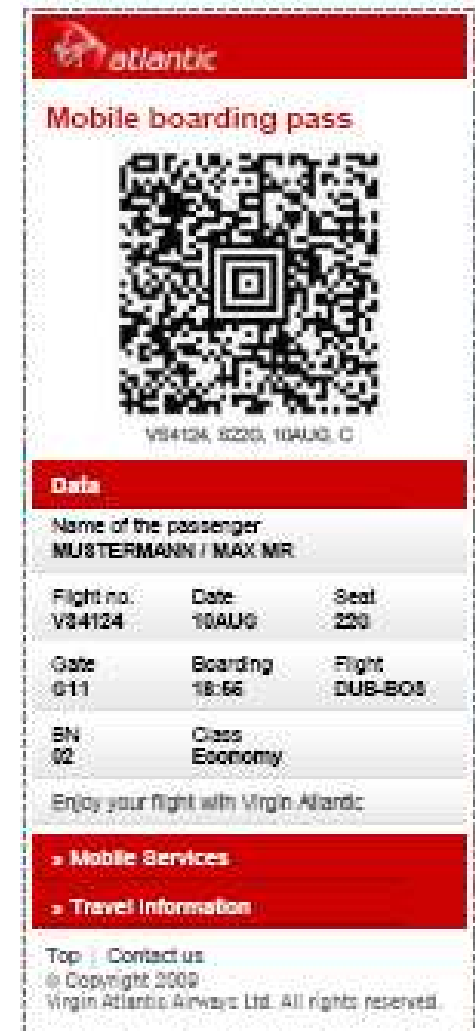 atlantic
Mobile boarding pass
VS4124, S22G, 10AUG, C
Data
Name of the passenger
MUSTERMANN / MAX MR
Flight no. Date Seat
VS4124 10AUG 22G
Gate Boarding Flight
G11 18:56 DUB-BOS
BN Class
02 Economy
Enjoy your flight with Virgin Atlantic
» Mobile Services
» Travel Information
Top | Contact us
© Copyright 2009
Virgin Atlantic Airways Ltd. All rights reserved.